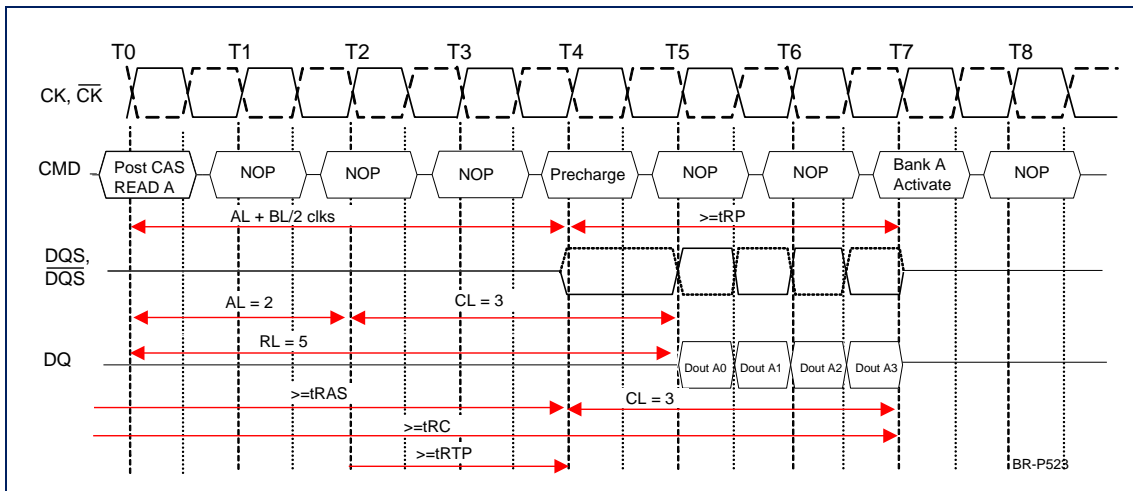 T0 T1 T2 T3 T4 T5 T6 T7 T8
CK, CK
CMD
Post CAS
READ A
NOP
NOP
NOP
Precharge
NOP
NOP
Bank A
Activate
NOP
AL + BL/2 clks
>=tRP
DQS,
DQS
AL = 2
CL = 3
RL = 5
DQ
Dout A0
Dout A1
Dout A2
Dout A3
>=tRAS
CL = 3
>=tRC
>=tRTP
BR-P523